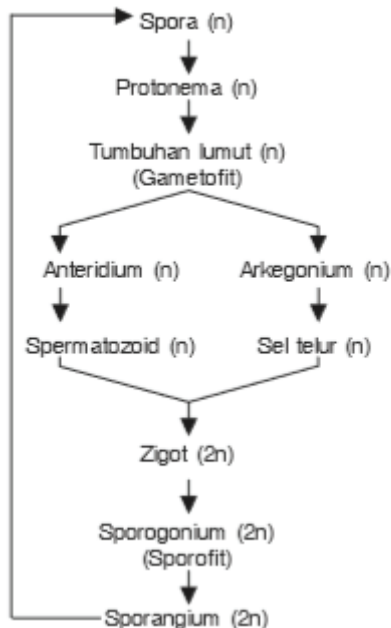 Spora (n)
Protonema (n)
Tumbuhan lumut (n)
(Gametofit)
Anteridium (n)
Arkegonium (n)
Spermatozoid (n)
Sel telur (n)
Zigot (2n)
Sporogonium (2n)
(Sporofit)
Sporangium (2n)